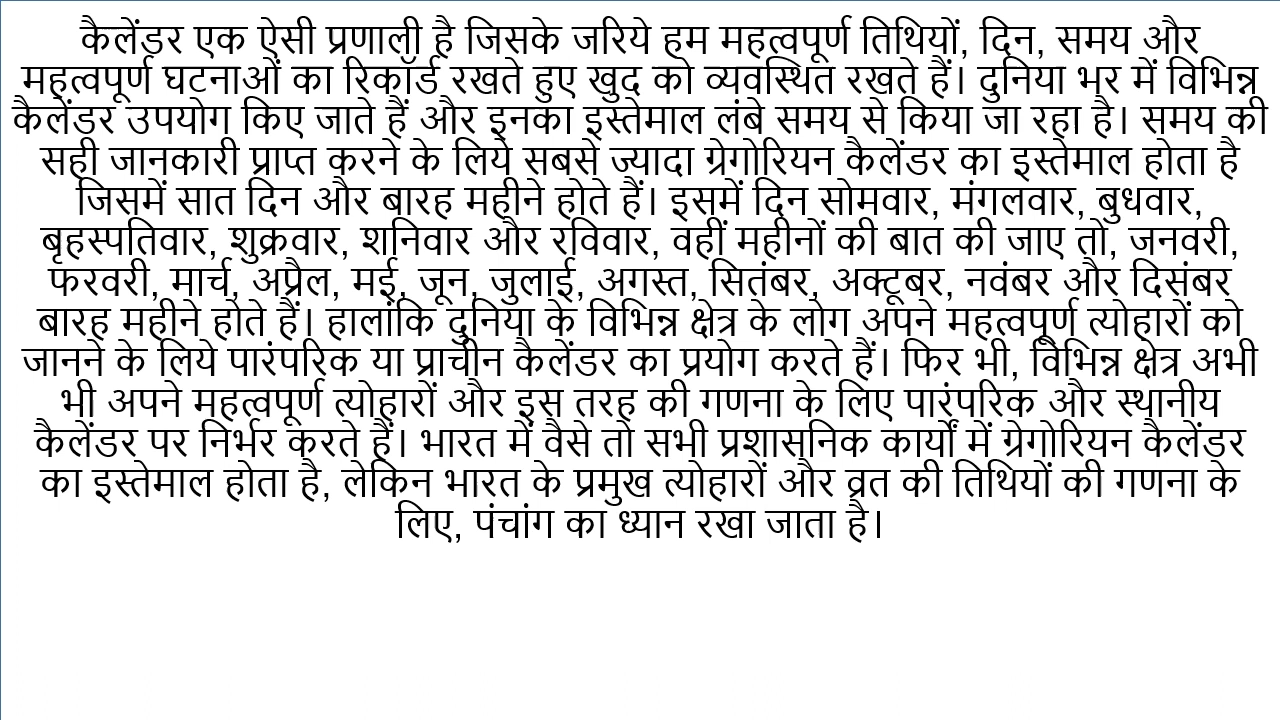 कैलेंडर एक ऐसी प्रणाली है जिसके जरिये हम महत्वपूर्ण तिथियों, दिन, समय और
महत्वपूर्ण घटनाओं का रिकॉर्ड रखते हुए खुद को व्यवस्थित रखते हैं। दुनिया भर में विभिन्न
कैलेंडर उपयोग किए जाते हैं और इनका इस्तेमाल लंबे समय से किया जा रहा है। समय की
सही जानकारी प्राप्त करने के लिये सबसे ज्यादा ग्रेगोरियन कैलेंडर का इस्तेमाल होता है
जिसमें सात दिन और बारह महीने होते हैं। इसमें दिन सोमवार, मंगलवार, बुधवार,
बृहस्पतिवार, शुक्रवार, शनिवार और रविवार, वहीं महीनों की बात की जाए तो, जनवरी,
फरवरी, मार्च, अप्रैल, मई, जून, जुलाई, अगस्त, सितंबर, अक्टूबर, नवंबर और दिसंबर
बारह महीने होते हैं। हालांकि दुनिया के विभिन्न क्षेत्र के लोग अपने महत्वपूर्ण त्योहारों को
जानने के लिये पारंपरिक या प्राचीन कैलेंडर का प्रयोग करते हैं। फिर भी, विभिन्न क्षेत्र अभी
भी अपने महत्वपूर्ण त्योहारों और इस तरह की गणना के लिए पारंपरिक और स्थानीय
कैलेंडर पर निर्भर करते हैं। भारत में वैसे तो सभी प्रशासनिक कार्यों में ग्रेगोरियन कैलेंडर
का इस्तेमाल होता है, लेकिन भारत के प्रमुख त्योहारों और व्रत की तिथियों की गणना के
लिए, पंचांग का ध्यान रखा जाता है।